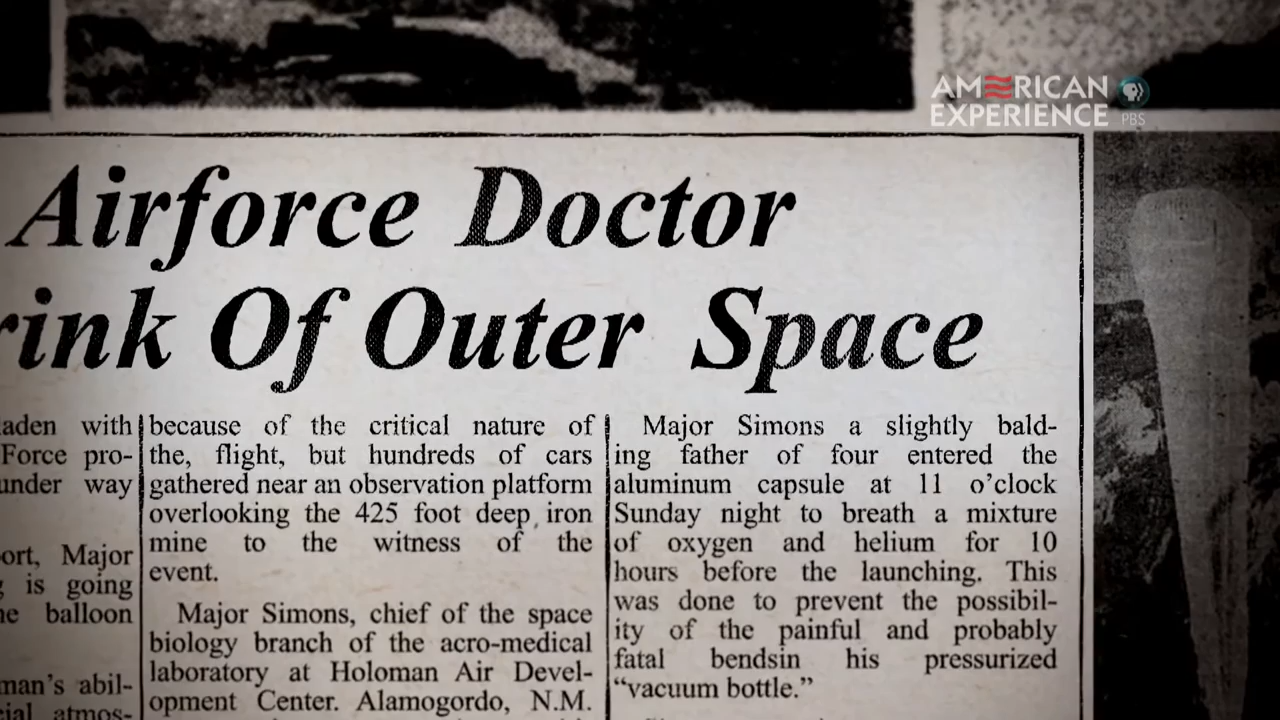 AMERICAN
EXPERIENCE
PBS
Airforce Doctor
rink Of Outer Space
aden with
Force pro-
under way
ort, Major
g is going
ne balloon
man's abil-
cial atmos-
because of the critical nature of
the, flight, but hundreds of cars
gathered near an observation platform
overlooking the 425 foot deep iron
mine to the witness of the
event.
Major Simons, chief of the space
biology branch of the acro-medical
laboratory at Holoman Air Devel-
opment Center. Alamogordo, N.M.
Major Simons a slightly bald-
ing father of four entered the
aluminum capsule at 11 o'clock
Sunday night to breath a mixture
of oxygen and helium for 10
hours before the launching. This
was done to prevent the possibil-
ity of the painful and probably
fatal bendsin his pressurized
"vacuum bottle."